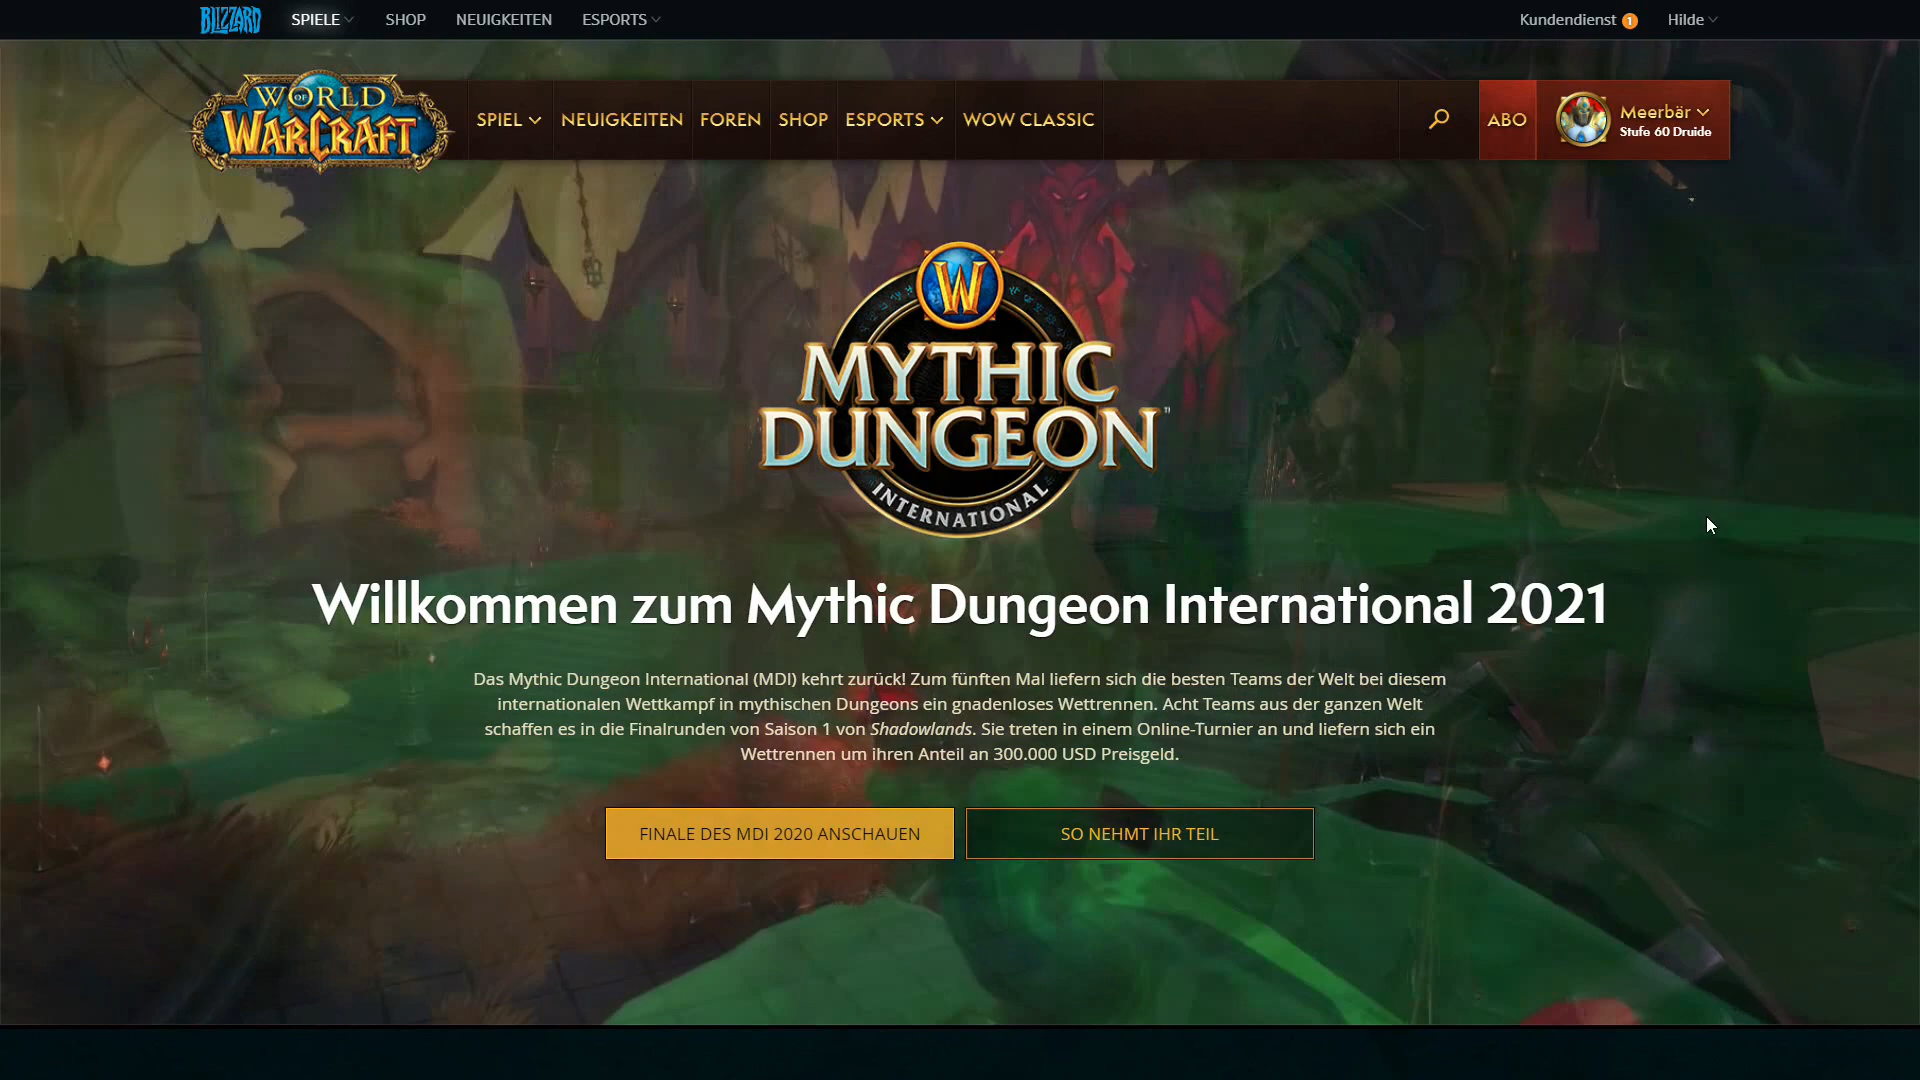 BLIZZARD SPIELE SHOP NEUIGKEITEN ESPORTS Kundendienst 1 Hilde
WORLD OF WARCRAFT SPIEL NEUIGKEITEN FOREN SHOP ESPORTS WOW CLASSIC ABO Meerbär
Stufe 60 Druide
W
MYTHIC
DUNGEON™
INTERNATIONAL
Willkommen zum Mythic Dungeon International 2021
Das Mythic Dungeon International (MDI) kehrt zurück! Zum fünften Mal liefern sich die besten Teams der Welt bei diesem
internationalen Wettkampf in mythischen Dungeons ein gnadenloses Wettrennen. Acht Teams aus der ganzen Welt
schaffen es in die Finalrunden von Saison 1 von Shadowlands. Sie treten in einem Online-Turnier an und liefern sich ein
Wettrennen um ihren Anteil an 300.000 USD Preisgeld.
FINALE DES MDI 2020 ANSCHAUEN SO NEHMT IHR TEIL